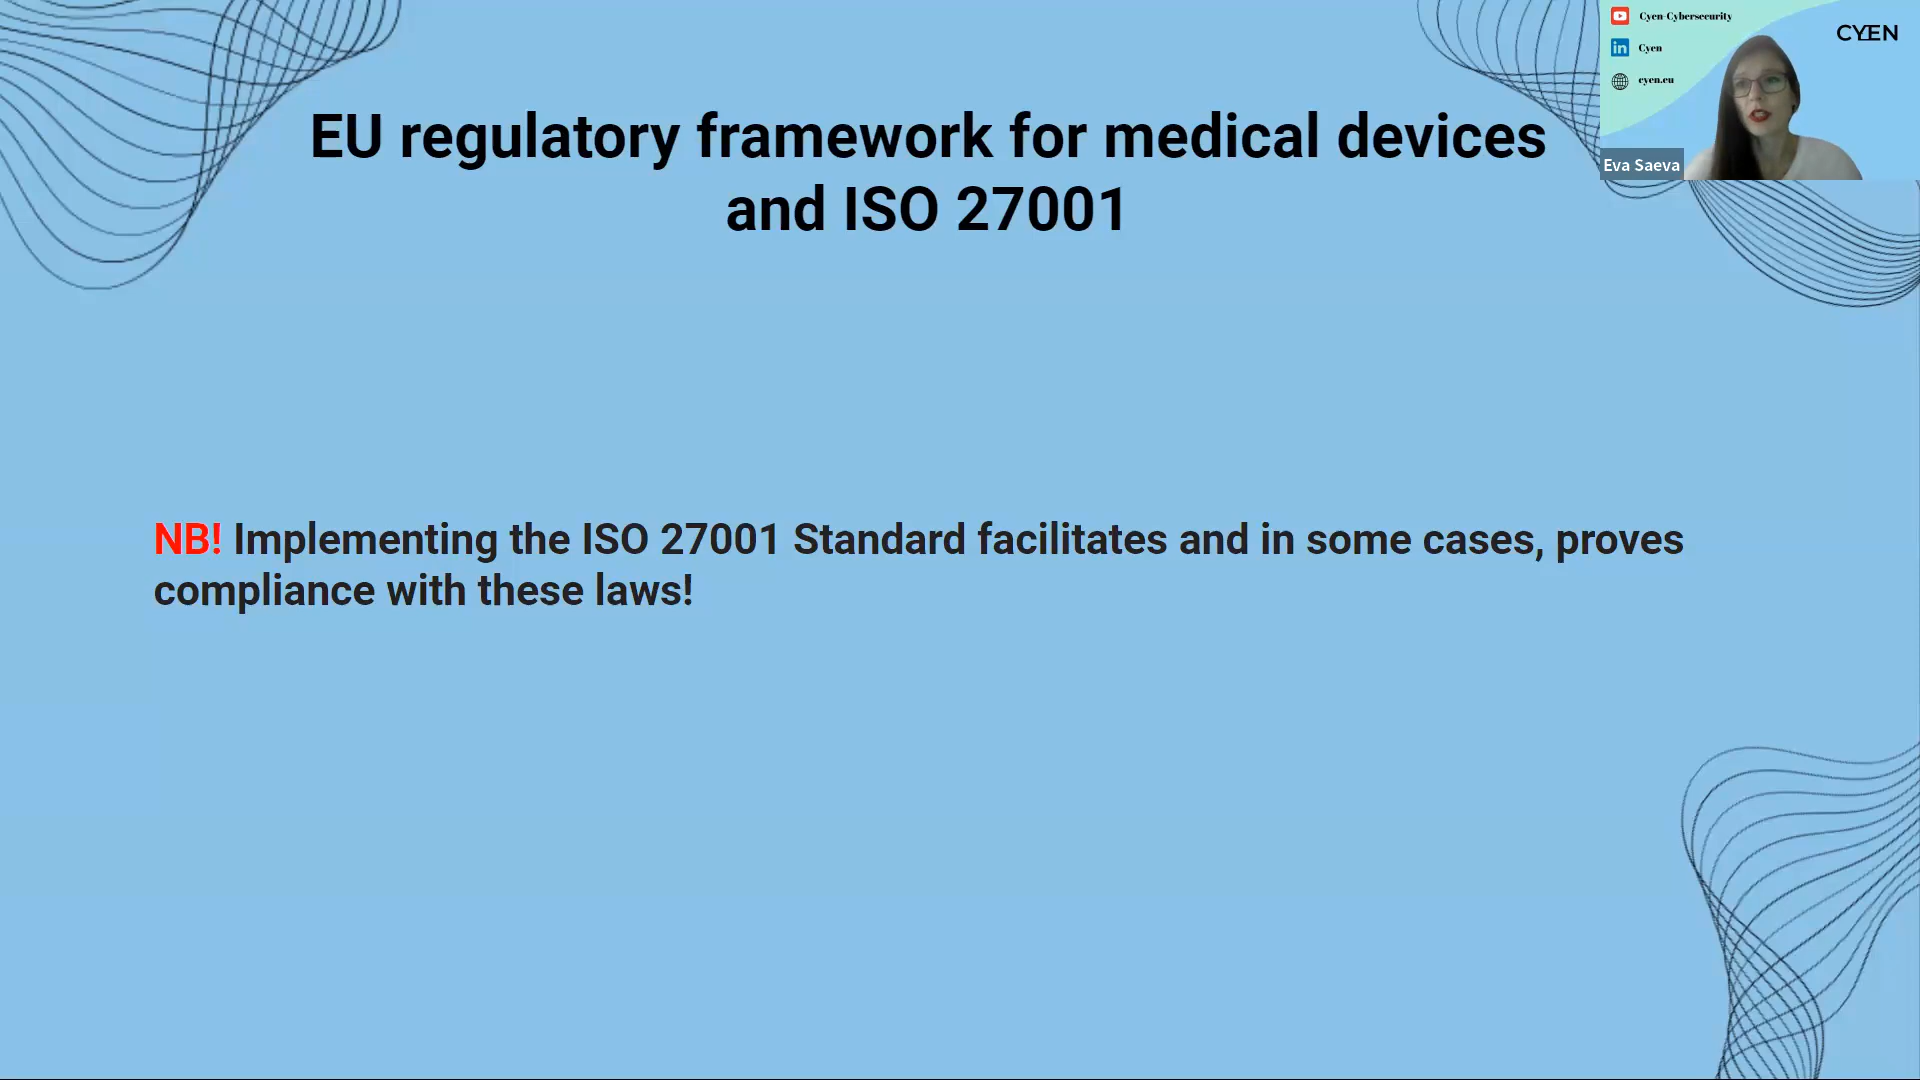 EU regulatory framework for medical devices
and ISO 27001
Cyen-Cybersecurity
Cyen
cyen.eu
CYEN
Eva Saeva
NB! Implementing the ISO 27001 Standard facilitates and in some cases, proves
compliance with these laws!